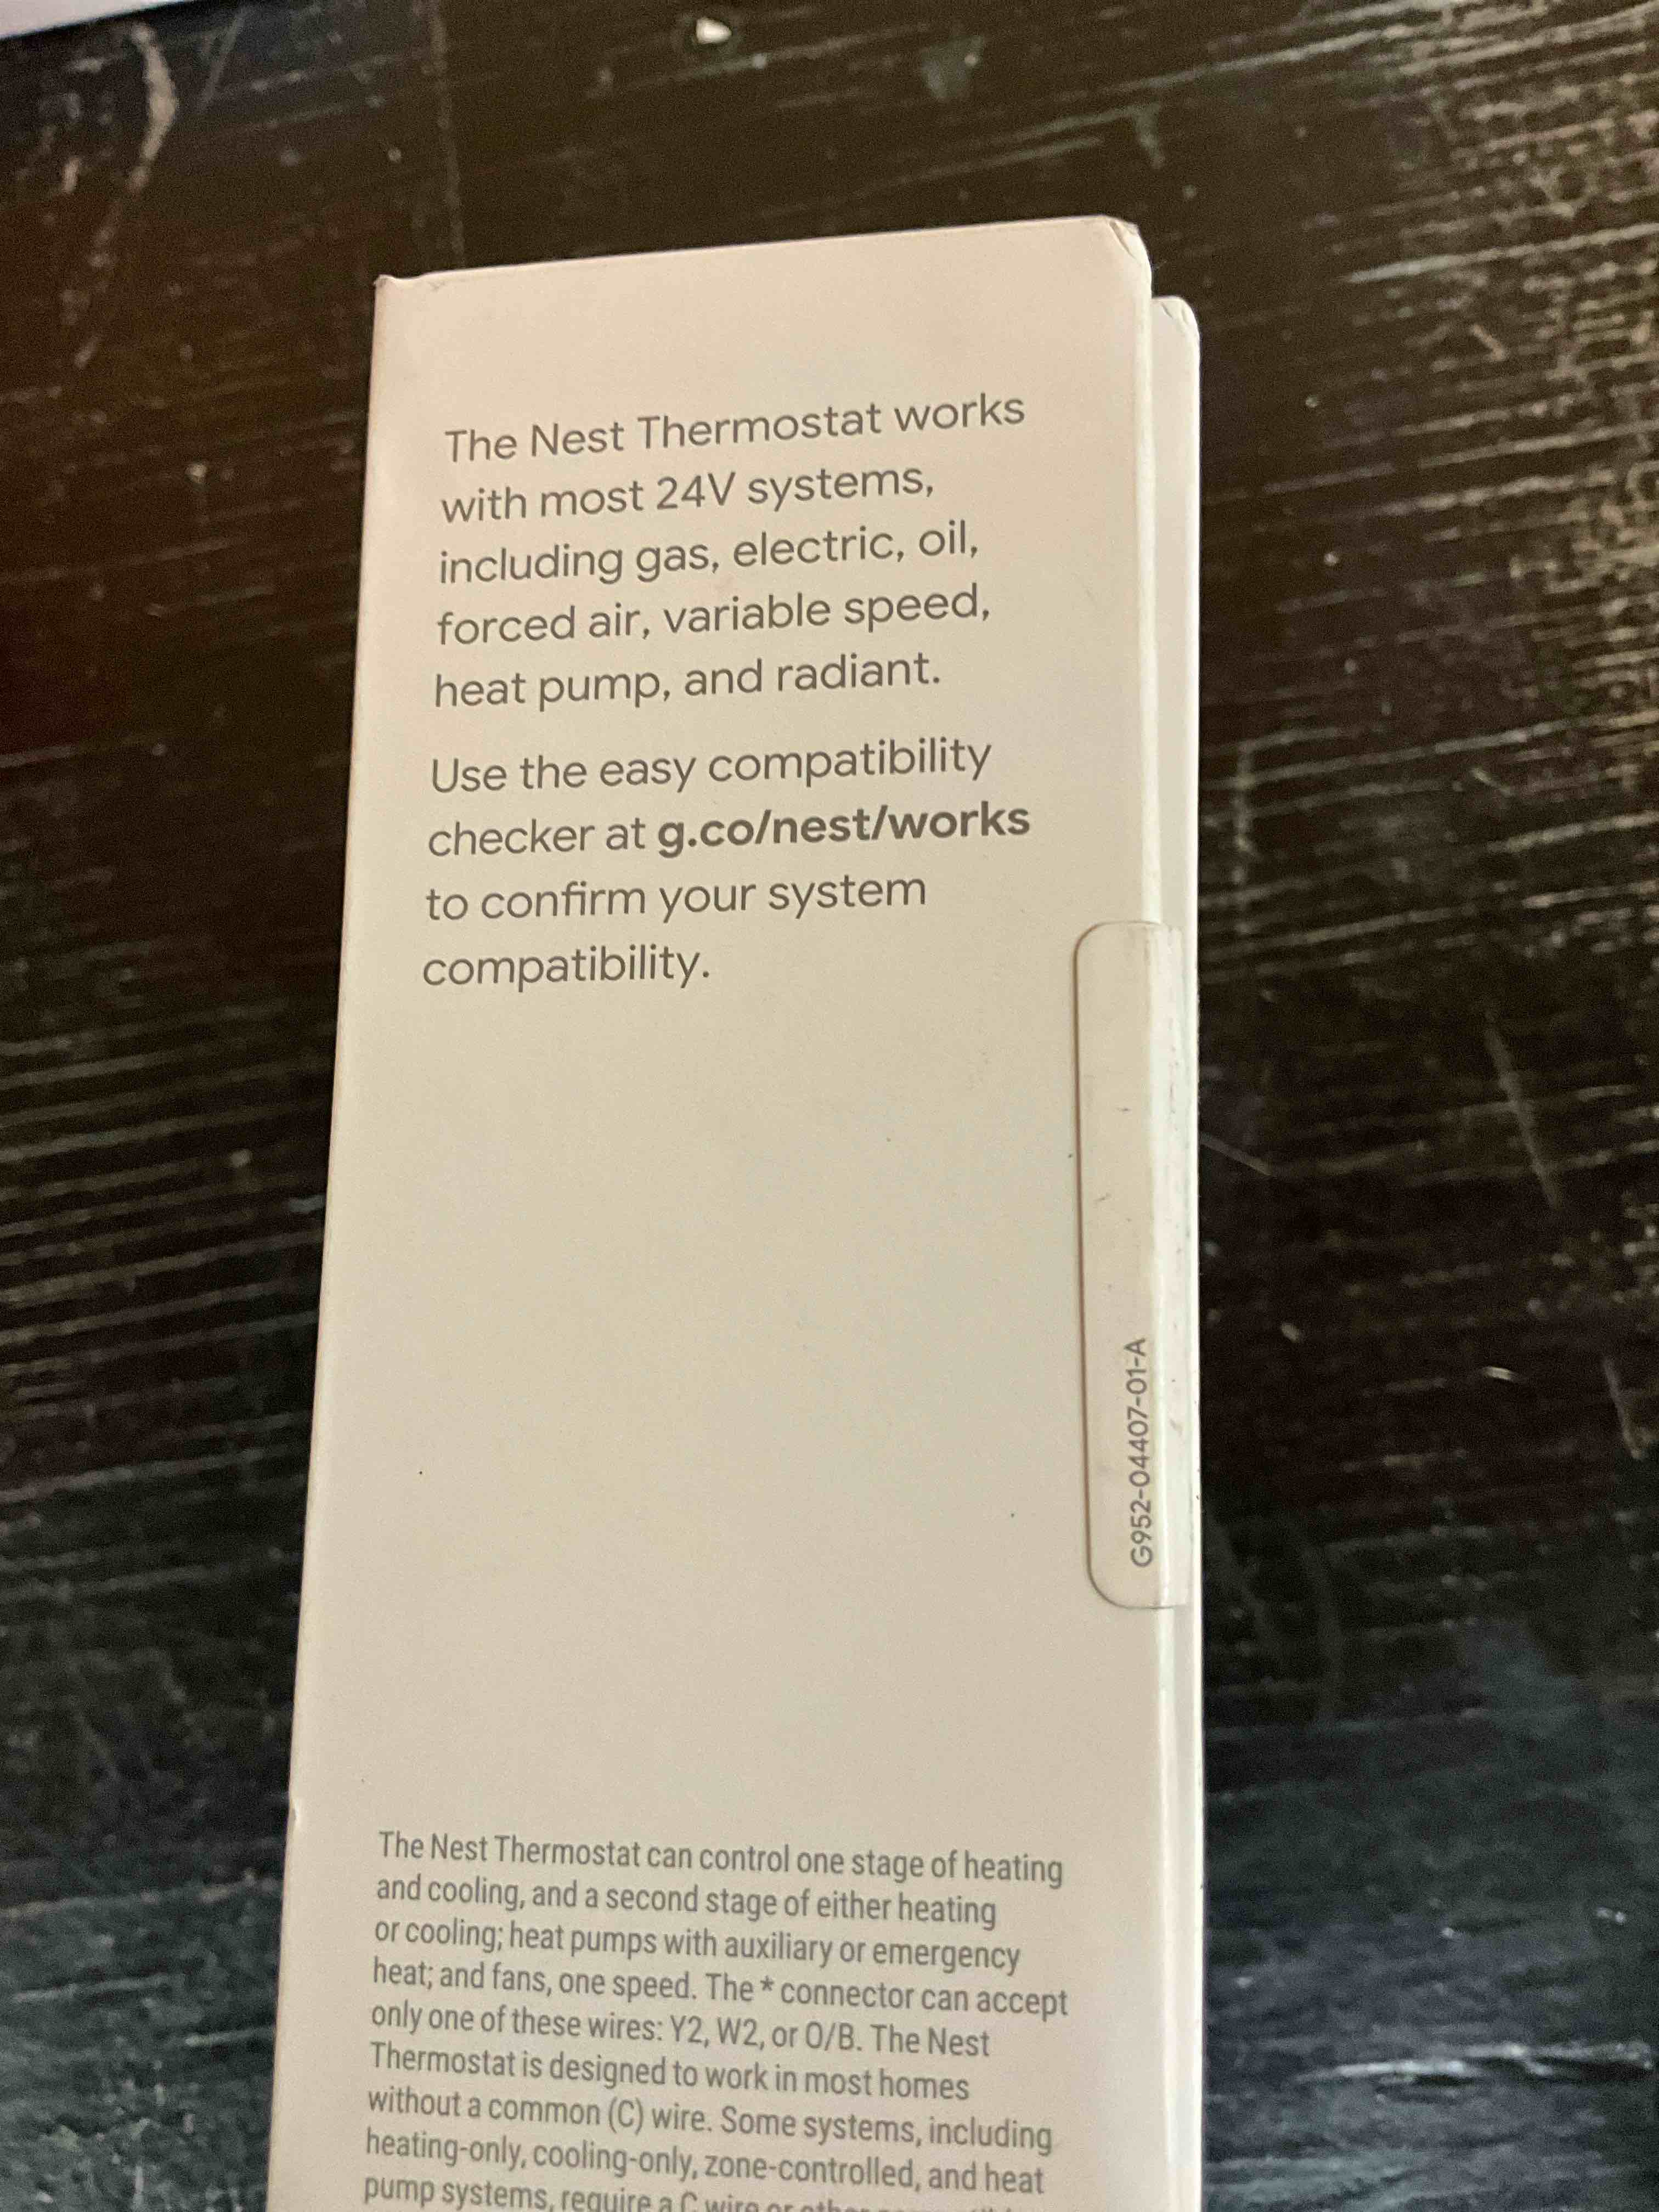 The Nest Thermostat works
with most 24V systems,
including gas, electric, oil,
forced air, variable speed,
heat pump, and radiant.
Use the easy compatibility
checker at g.co/nest/works
to confirm your system
compatibility.
G952-04407-01-A
The Nest Thermostat can control one stage of heating
and cooling, and a second stage of either heating
or cooling; heat pumps with auxiliary or emergency
heat; and fans, one speed. The * connector can accept
only one of these wires: Y2, W2, or O/B. The Nest
Thermostat is designed to work in most homes
without a common (C) wire. Some systems, including
heating-only, cooling-only, zone-controlled, and heat
pump systems, require a C wire or